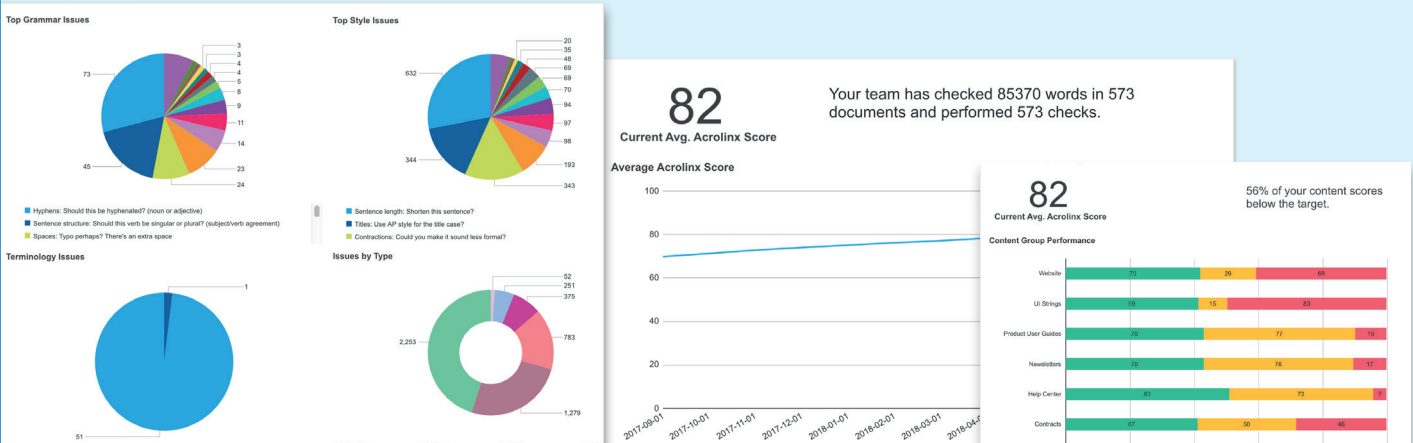 Top Grammar Issues
73
45
3
3
4
4
5
8
9
11
14
23
24
Hyphens: Should this be hyphenated? (noun or adjective)
Sentence structure: Should this verb be singular or plural? (subject/verb agreement)
Spaces: Typo perhaps? There's an extra space
Top Style Issues
632
344
20
35
48
69
69
70
94
97
98
193
343
Sentence length: Shorten this sentence?
Titles: Use AP style for the title case?
Contractions: Could you make it sound less formal?
Terminology Issues
1
51
Issues by Type
52
251
375
783
1,279
2,253
82
Current Avg. Acrolinx Score
Your team has checked 85370 words in 573
documents and performed 573 checks.
Average Acrolinx Score
100
80
60
40
20
0
2017-09-01
2017-10-01
2017-11-01
2017-12-01
2018-01-01
2018-02-01
2018-03-01
82
Current Avg. Acrolinx Score
56% of your content scores
below the target.
Content Group Performance
Website
70 29 68
UI Strings
15 83
Product User Guides
77
Newsletters
76 17
Help Center
73 7
Contracts
50 46